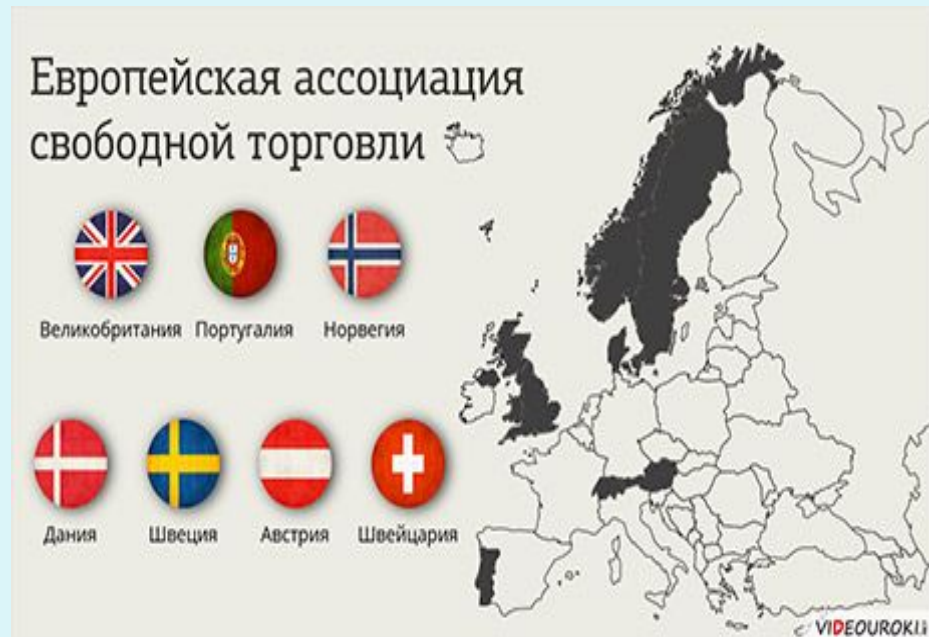 Европейская ассоциация
свободной торговли
Великобритания Португалия Норвегия
Дания Швеция Австрия Швейцария
VIDEOUROKI